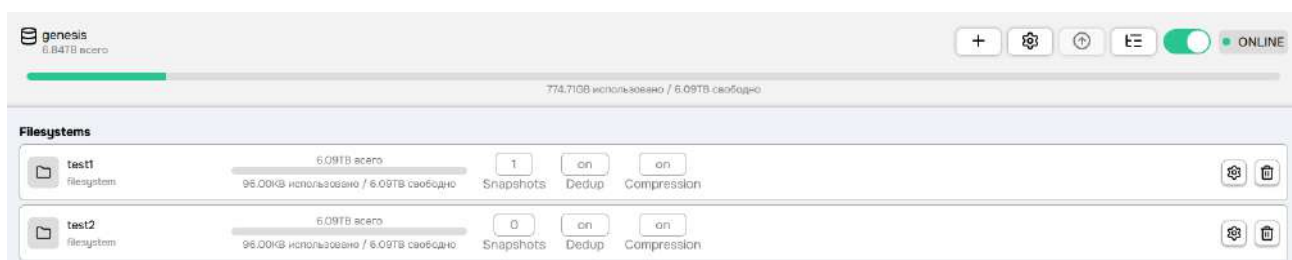 genesis
6.84TB всего
ONLINE
774.71GB использовано / 6.09TB свободно
Filesystems
test1
filesystem
6.09TB всего
96.00KB использовано / 6.09TB свободно
1
Snapshots
on
Dedup
on
Compression
test2
filesystem
6.09TB всего
96.00KB использовано / 6.09TB свободно
0
Snapshots
on
Dedup
on
Compression